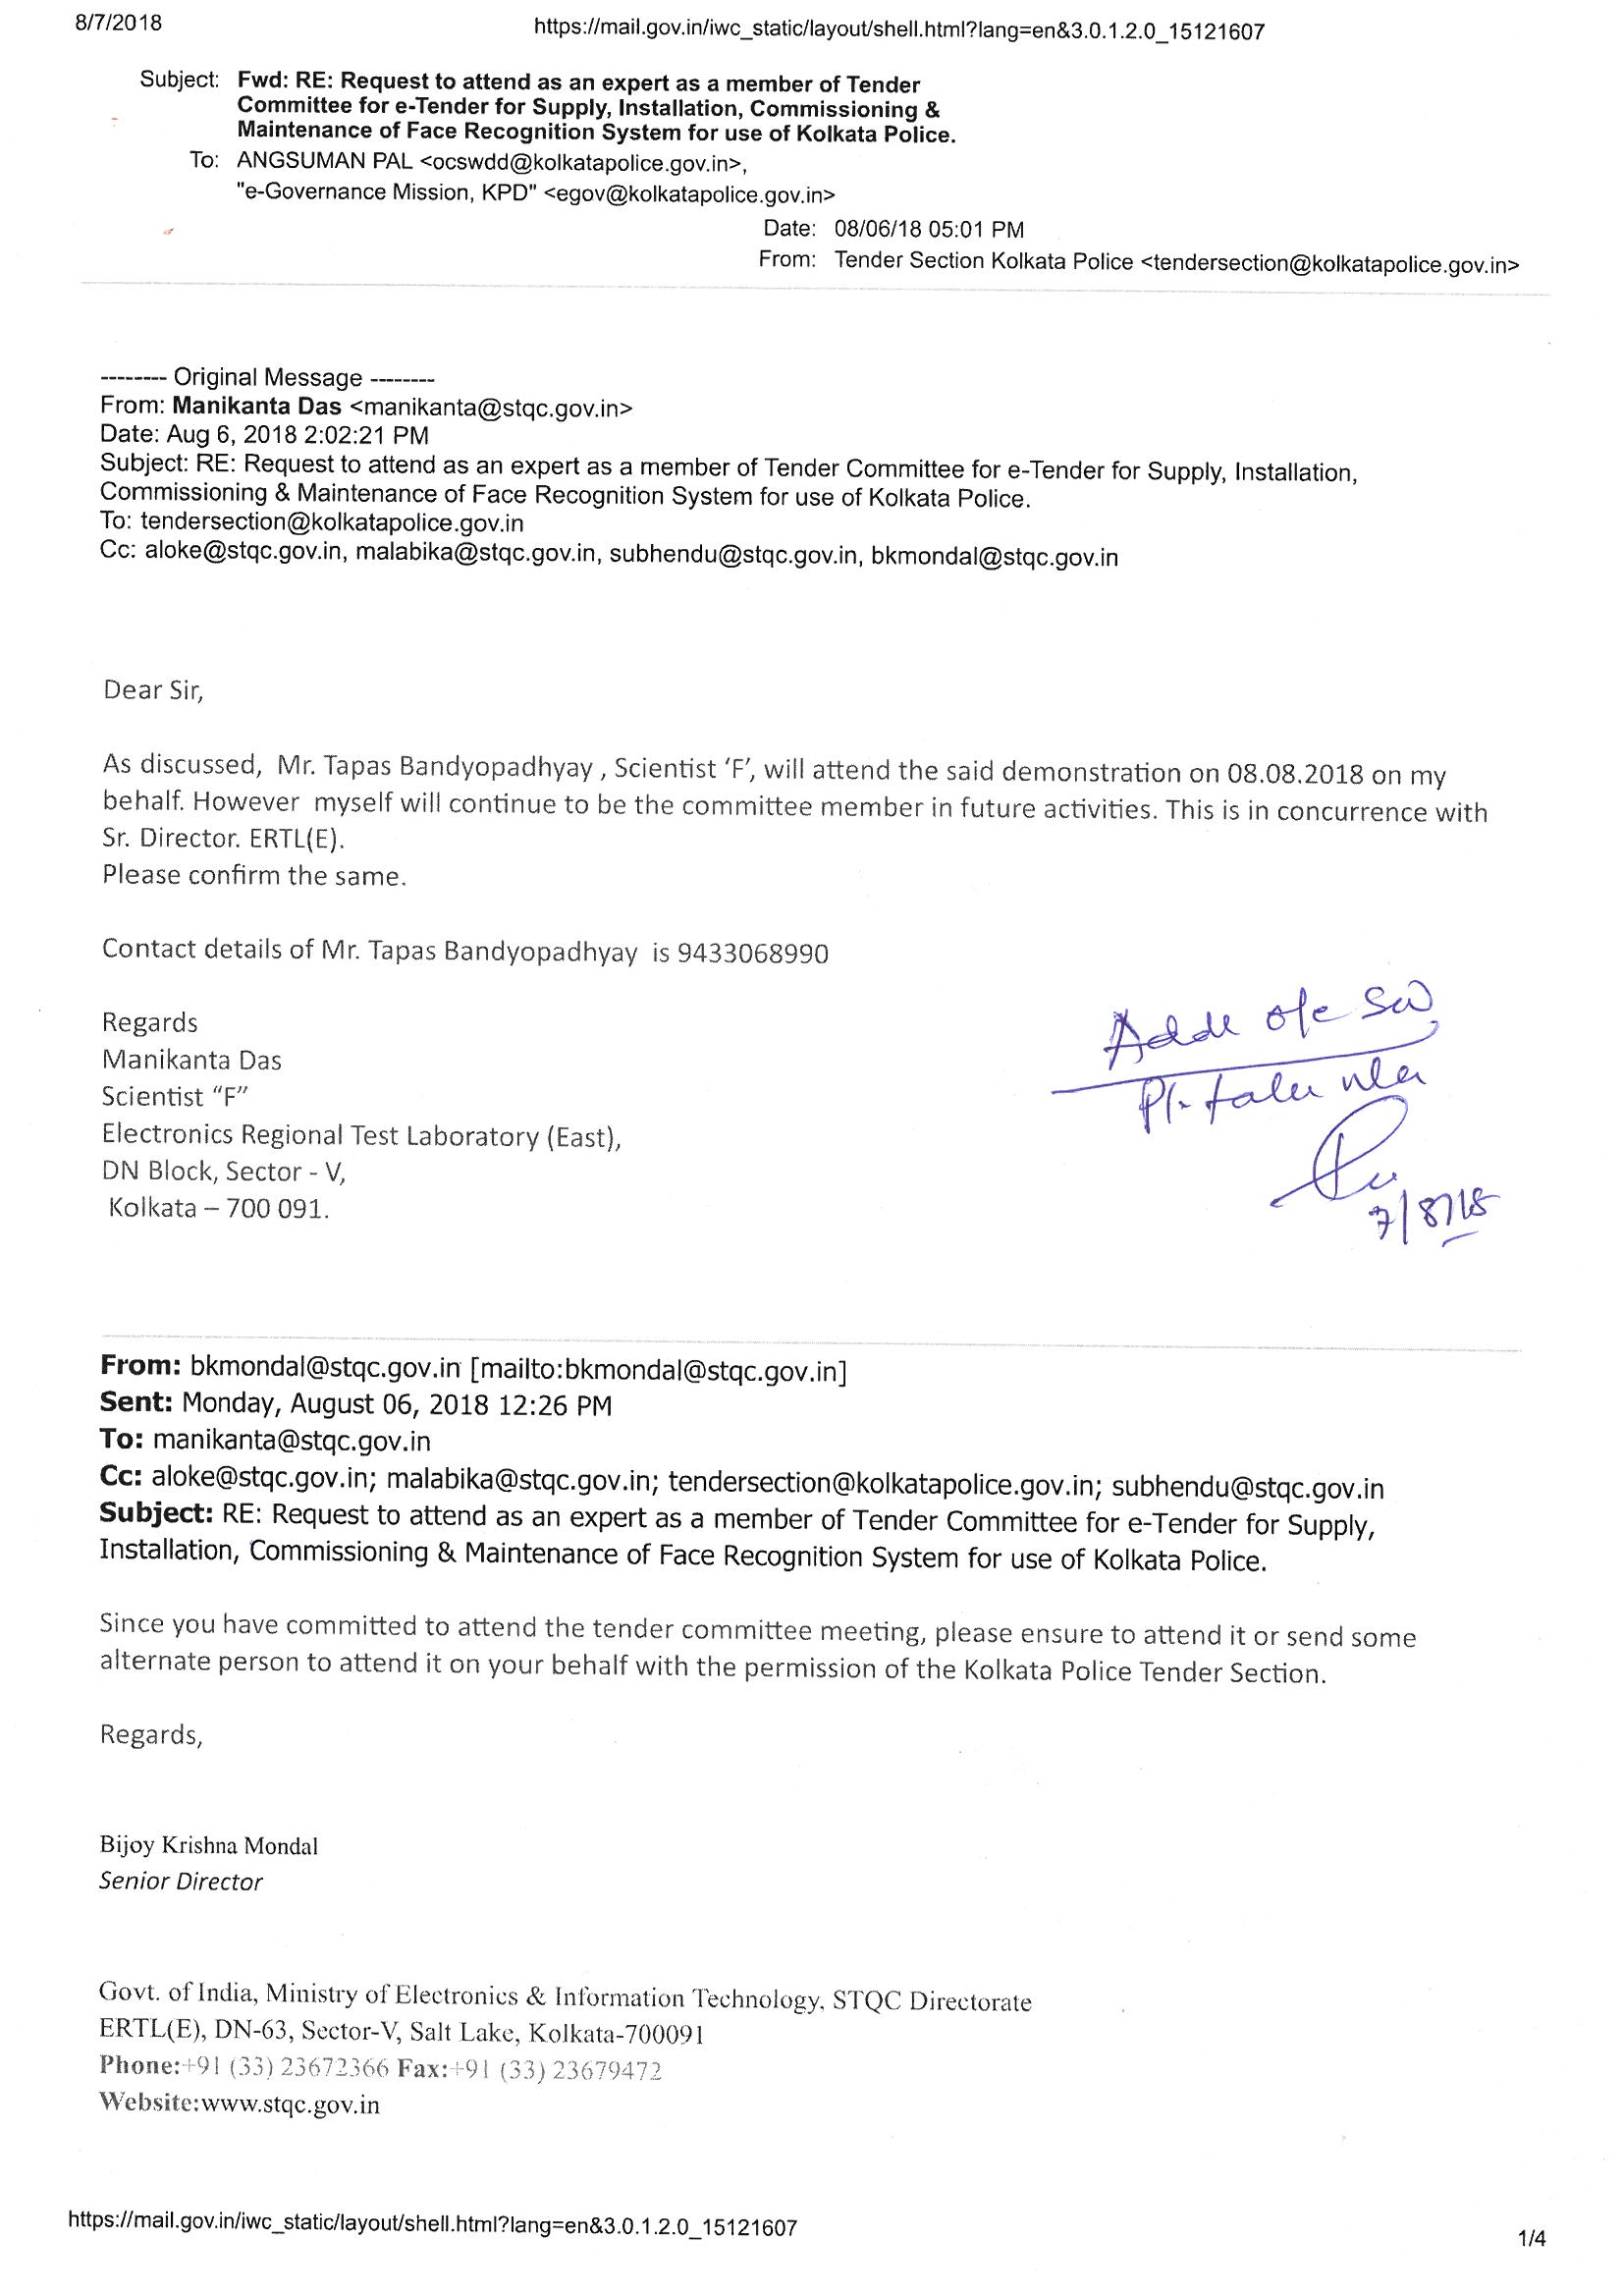 8/7/2018
https://mail.gov.in/iwc_static/layout/shell.html?lang=en&3.0.1.2.0_15121607
Subject: Fwd: RE: Request to attend as an expert as a member of Tender
Committee for e-Tender for Supply, Installation, Commissioning &
Maintenance of Face Recognition System for use of Kolkata Police.
To: ANGSUMAN PAL <ocswdd@kolkatapolice.gov.in>,
"e-Governance Mission, KPD" <egov@kolkatapolice.gov.in>
Date: 08/06/18 05:01 PM
From: Tender Section Kolkata Police <tendersection@kolkatapolice.gov.in>
-------- Original Message --------
From: Manikanta Das <manikanta@stqc.gov.in>
Date: Aug 6, 2018 2:02:21 PM
Subject: RE: Request to attend as an expert as a member of Tender Committee for e-Tender for Supply, Installation,
Commissioning & Maintenance of Face Recognition System for use of Kolkata Police.
To: tendersection@kolkatapolice.gov.in
Cc: aloke@stqc.gov.in, malabika@stqc.gov.in, subhendu@stqc.gov.in, bkmondal@stqc.gov.in
Dear Sir,
As discussed, Mr. Tapas Bandyopadhyay , Scientist ‘F’, will attend the said demonstration on 08.08.2018 on my
behalf. However myself will continue to be the committee member in future activities. This is in concurrence with
Sr. Director. ERTL(E).
Please confirm the same.
Contact details of Mr. Tapas Bandyopadhyay is 9433068990
Regards
Manikanta Das
Scientist “F”
Electronics Regional Test Laboratory (East),
DN Block, Sector - V,
Kolkata – 700 091.
Pl.
7/8/18
From: bkmondal@stqc.gov.in [mailto:bkmondal@stqc.gov.in]
Sent: Monday, August 06, 2018 12:26 PM
To: manikanta@stqc.gov.in
Cc: aloke@stqc.gov.in; malabika@stqc.gov.in; tendersection@kolkatapolice.gov.in; subhendu@stqc.gov.in
Subject: RE: Request to attend as an expert as a member of Tender Committee for e-Tender for Supply,
Installation, Commissioning & Maintenance of Face Recognition System for use of Kolkata Police.
Since you have committed to attend the tender committee meeting, please ensure to attend it or send some
alternate person to attend it on your behalf with the permission of the Kolkata Police Tender Section.
Regards,
Bijoy Krishna Mondal
Senior Director
Govt. of India, Ministry of Electronics & Information Technology, STQC Directorate
ERTL(E), DN-63, Sector-V, Salt Lake, Kolkata-700091
Phone:+91 (33) 23672366 Fax:+91 (33) 23679472
Website:www.stqc.gov.in
https://mail.gov.in/iwc_static/layout/shell.html?lang=en&3.0.1.2.0_15121607
1/4